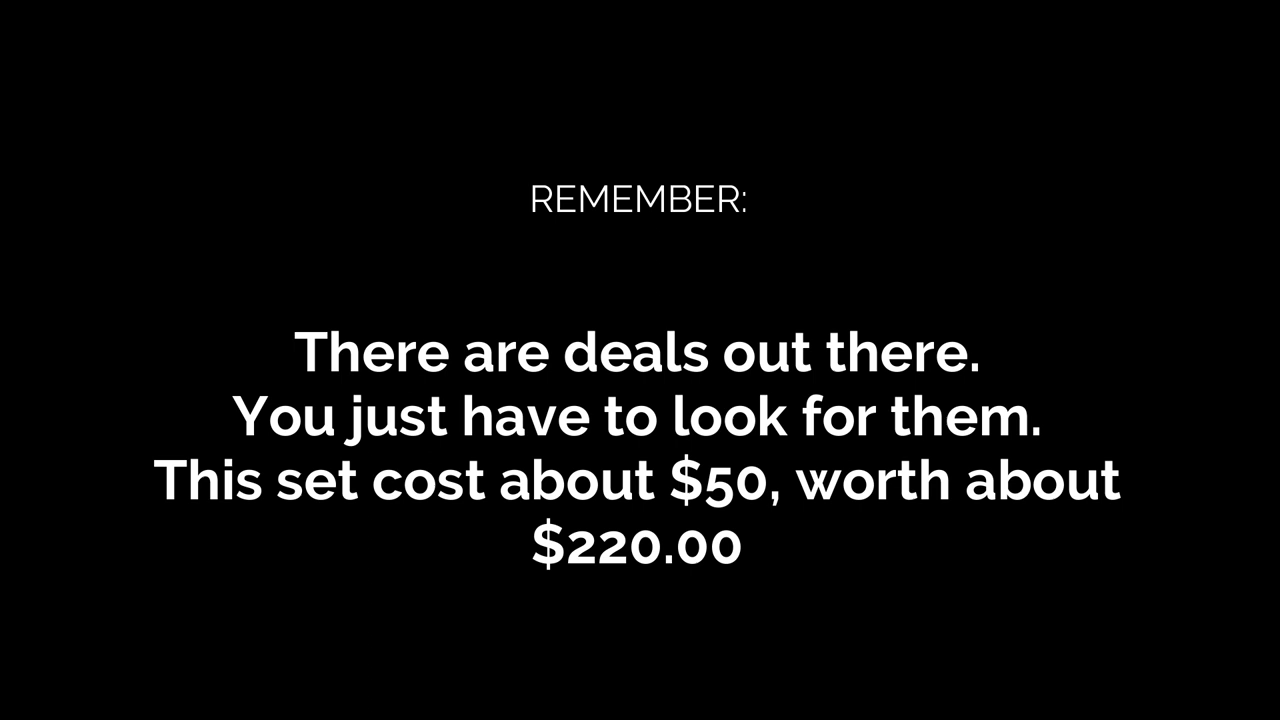 REMEMBER:
There are deals out there.
You just have to look for them.
This set cost about $50, worth about
$220.00